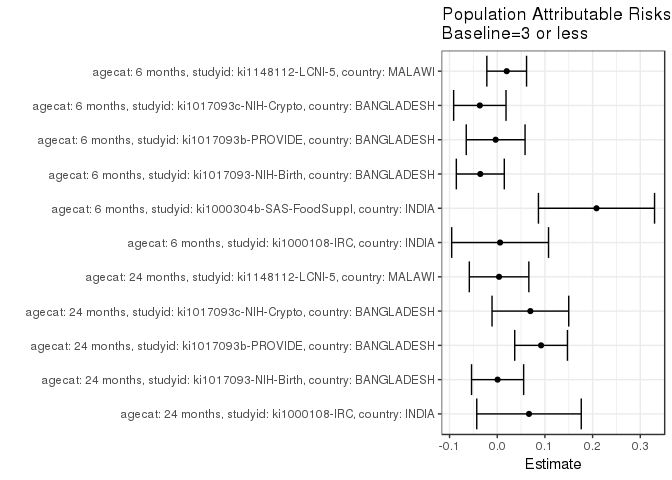 Population Attributable Risks
Baseline=3 or less
agecat: 6 months, studyid: ki1148112-LCNI-5, country: MALAWI
agecat: 6 months, studyid: ki1017093c-NIH-Crypto, country: BANGLADESH
agecat: 6 months, studyid: ki1017093b-PROVIDE, country: BANGLADESH
agecat: 6 months, studyid: ki1017093-NIH-Birth, country: BANGLADESH
agecat: 6 months, studyid: ki1000304b-SAS-FoodSuppl, country: INDIA
agecat: 6 months, studyid: ki1000108-IRC, country: INDIA
agecat: 24 months, studyid: ki1148112-LCNI-5, country: MALAWI
agecat: 24 months, studyid: ki1017093c-NIH-Crypto, country: BANGLADESH
agecat: 24 months, studyid: ki1017093b-PROVIDE, country: BANGLADESH
agecat: 24 months, studyid: ki1017093-NIH-Birth, country: BANGLADESH
agecat: 24 months, studyid: ki1000108-IRC, country: INDIA
-0.1 0.0 0.1 0.2 0.3
Estimate